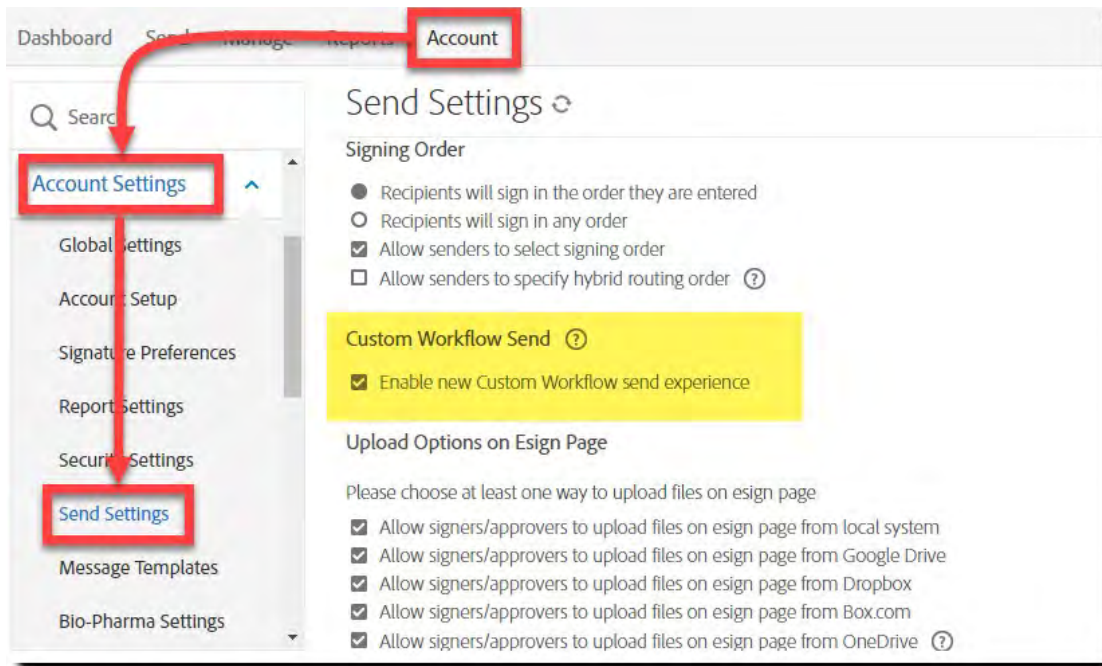 Dashboard Send Manage Reports Account
Search
Account Settings
Global Settings
Account Setup
Signature Preferences
Report Settings
Security Settings
Send Settings
Message Templates
Bio-Pharma Settings
Send Settings
Signing Order
Recipients will sign in the order they are entered
Recipients will sign in any order
Allow senders to select signing order
Allow senders to specify hybrid routing order ?
Custom Workflow Send ?
Enable new Custom Workflow send experience
Upload Options on Esign Page
Please choose at least one way to upload files on esign page
Allow signers/approvers to upload files on esign page from local system
Allow signers/approvers to upload files on esign page from Google Drive
Allow signers/approvers to upload files on esign page from Dropbox
Allow signers/approvers to upload files on esign page from Box.com
Allow signers/approvers to upload files on esign page from OneDrive ?